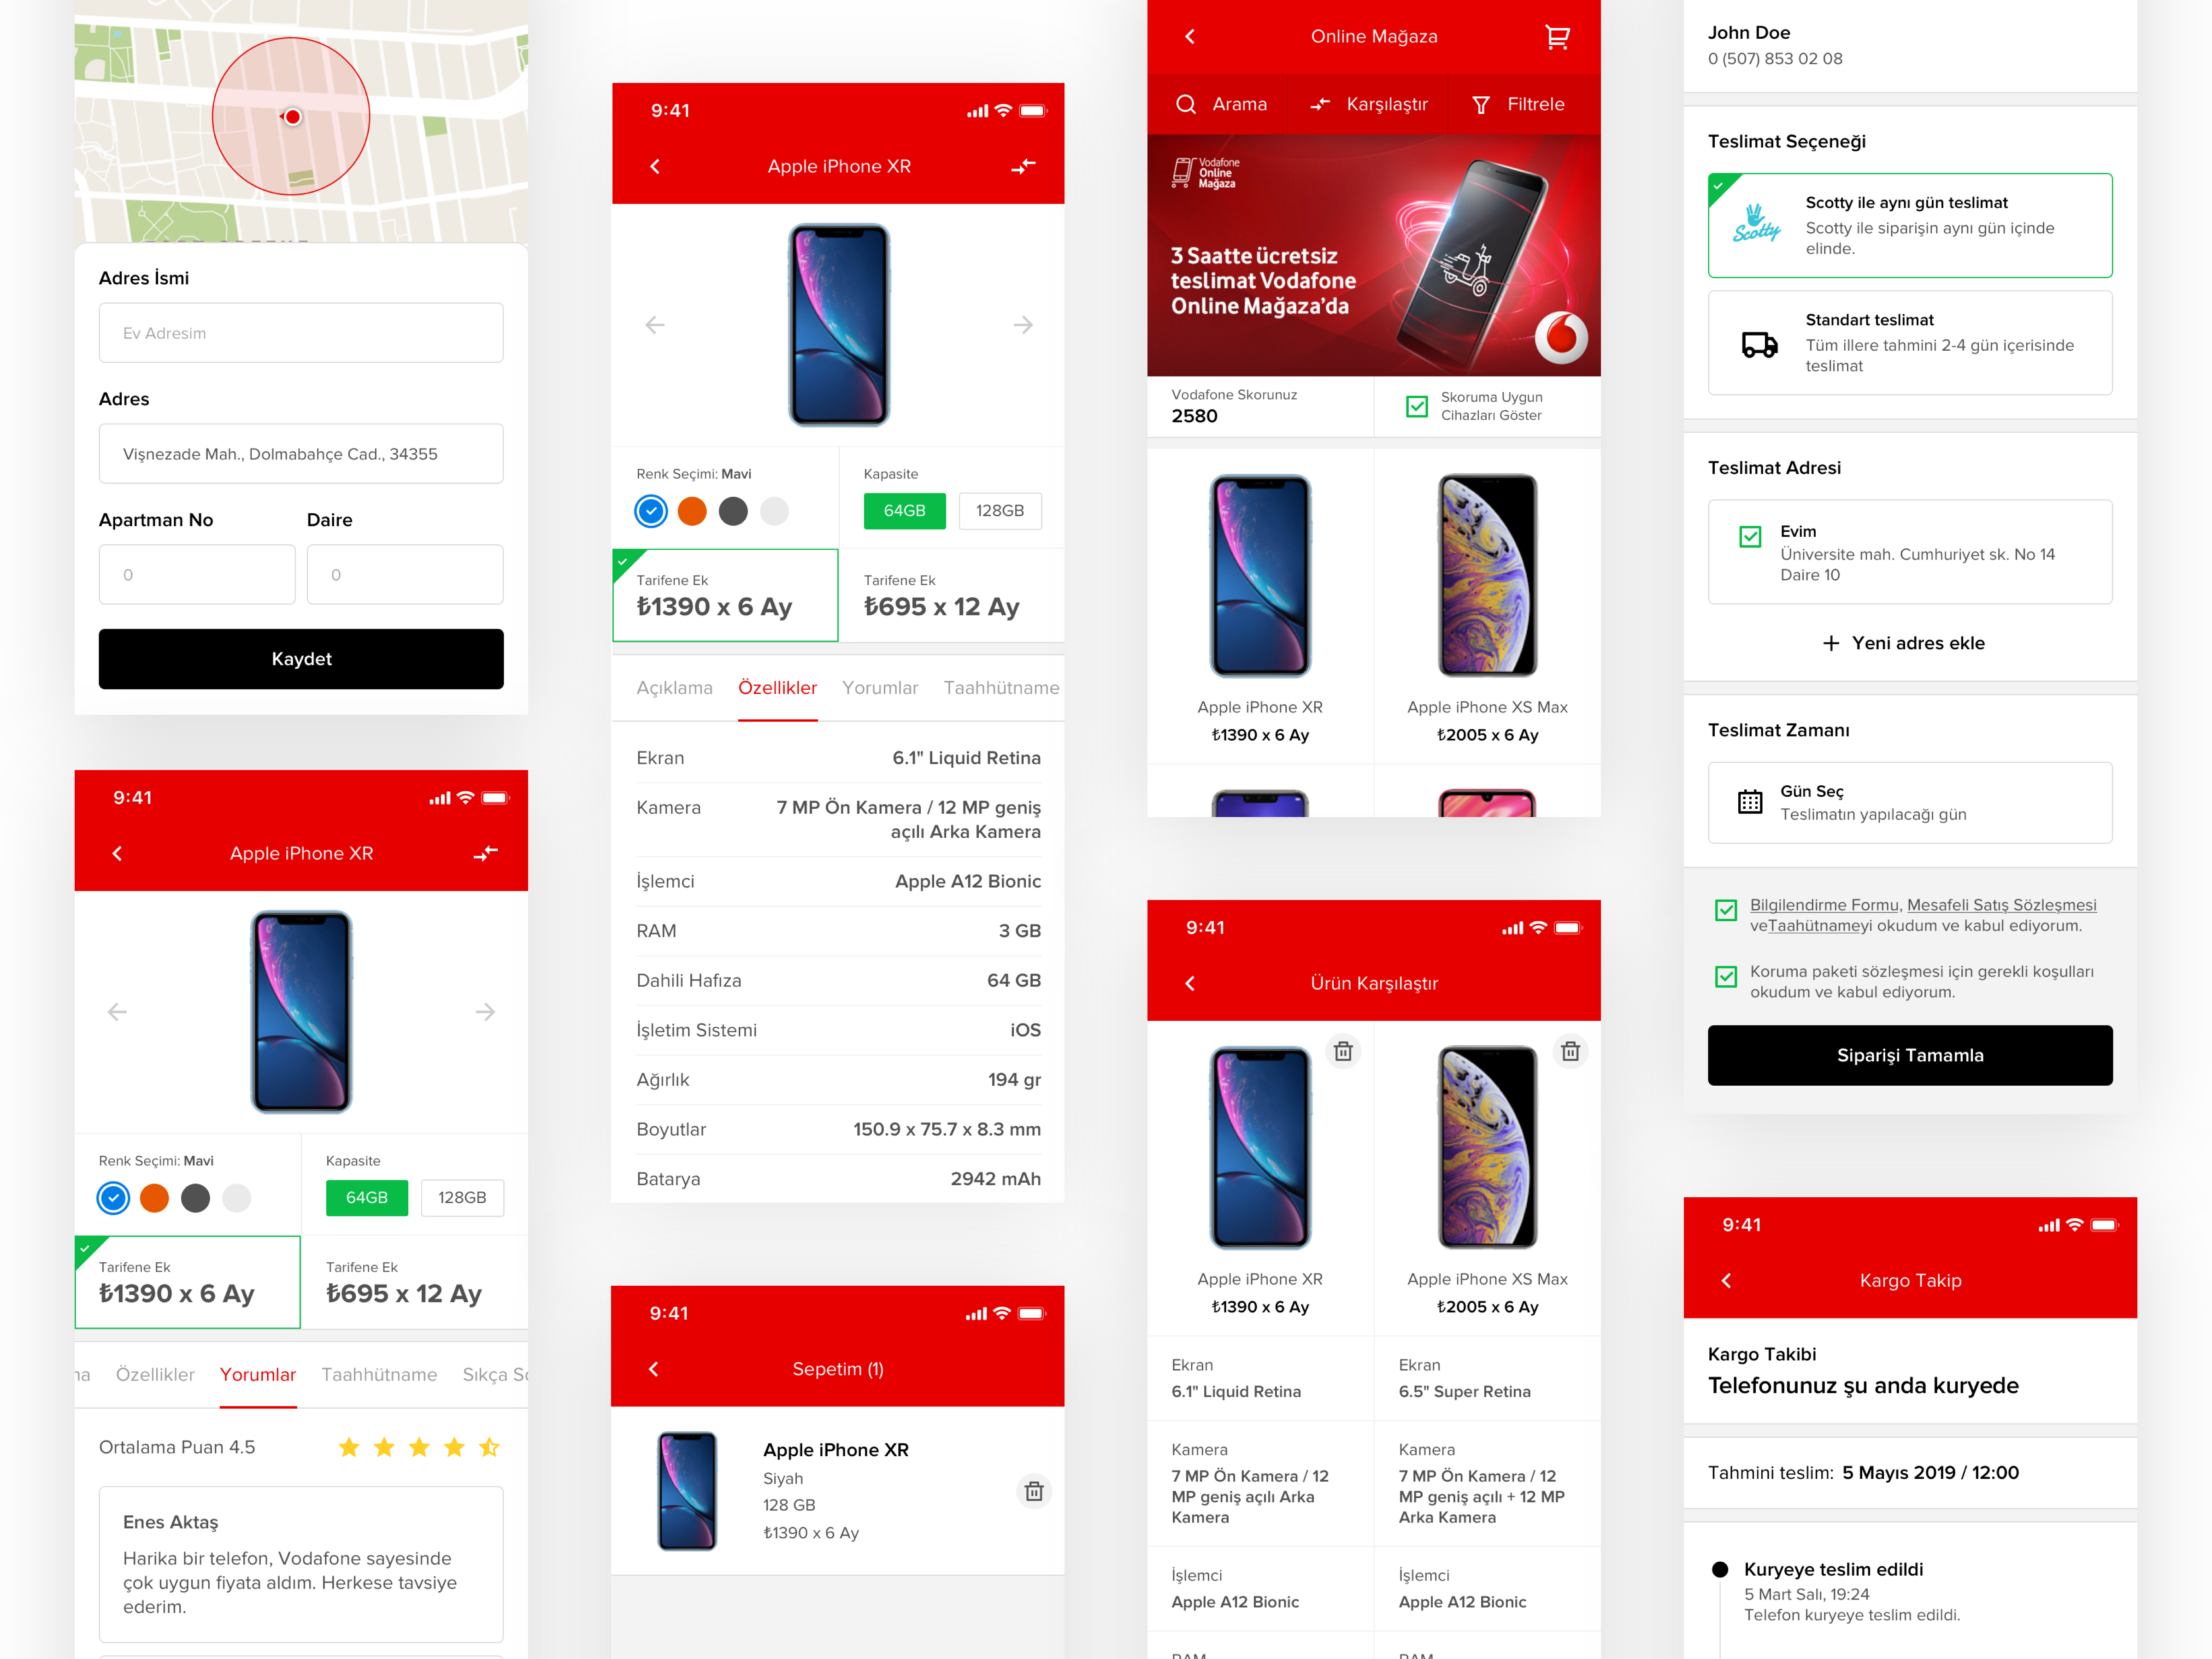 Adres İsmi
Ev Adresim
Adres
Vişnezade Mah., Dolmabahçe Cad., 34355
Apartman No
Daire
0
0
Kaydet
9:41
Apple iPhone XR
Renk Seçimi: Mavi
Kapasite
64GB
128GB
Tarifene Ek
₺1390 x 6 Ay
Tarifene Ek
₺695 x 12 Ay
na Özellikler Yorumlar Taahhütname Sıkça So
Ortalama Puan 4.5
Enes Aktaş
Harika bir telefon, Vodafone sayesinde
çok uygun fiyata aldım. Herkese tavsiye
ederim.
9:41
Apple iPhone XR
Renk Seçimi: Mavi
Kapasite
64GB
128GB
Tarifene Ek
₺1390 x 6 Ay
Tarifene Ek
₺695 x 12 Ay
Açıklama Özellikler Yorumlar Taahhütname
Ekran 6.1" Liquid Retina
Kamera 7 MP Ön Kamera / 12 MP geniş
açılı Arka Kamera
İşlemci Apple A12 Bionic
RAM 3 GB
Dahili Hafıza 64 GB
İşletim Sistemi iOS
Ağırlık 194 gr
Boyutlar 150.9 x 75.7 x 8.3 mm
Batarya 2942 mAh
9:41
Sepetim (1)
Apple iPhone XR
Siyah
128 GB
₺1390 x 6 Ay
Online Mağaza
Arama Karşılaştır Filtrele
Vodafone
Online
Mağaza
3 Saatte ücretsiz
teslimat Vodafone
Online Mağaza'da
Vodafone Skorunuz
2580
Skoruma Uygun
Cihazları Göster
Apple iPhone XR
₺1390 x 6 Ay
Apple iPhone XS Max
₺2005 x 6 Ay
9:41
Ürün Karşılaştır
Apple iPhone XR
₺1390 x 6 Ay
Apple iPhone XS Max
₺2005 x 6 Ay
Ekran
6.1" Liquid Retina
Ekran
6.5" Super Retina
Kamera
7 MP Ön Kamera / 12
MP geniş açılı Arka
Kamera
Kamera
7 MP Ön Kamera / 12
MP geniş açılı + 12 MP
Arka Kamera
İşlemci
Apple A12 Bionic
İşlemci
Apple A12 Bionic
RAM
RAM
John Doe
0 (507) 853 02 08
Teslimat Seçeneği
Scotty
Scotty ile aynı gün teslimat
Scotty ile siparişin aynı gün içinde
elinde.
Standart teslimat
Tüm illere tahmini 2-4 gün içerisinde
teslimat
Teslimat Adresi
Evim
Üniversite mah. Cumhuriyet sk. No 14
Daire 10
+ Yeni adres ekle
Teslimat Zamanı
Gün Seç
Teslimatın yapılacağı gün
Bilgilendirme Formu, Mesafeli Satış Sözleşmesi
veTaahütnameyi okudum ve kabul ediyorum.
Koruma paketi sözleşmesi için gerekli koşulları
okudum ve kabul ediyorum.
Siparişi Tamamla
9:41
Kargo Takip
Kargo Takibi
Telefonunuz şu anda kuryede
Tahmini teslim: 5 Mayıs 2019 / 12:00
Kuryeye teslim edildi
5 Mart Salı, 19:24
Telefon kuryeye teslim edildi.